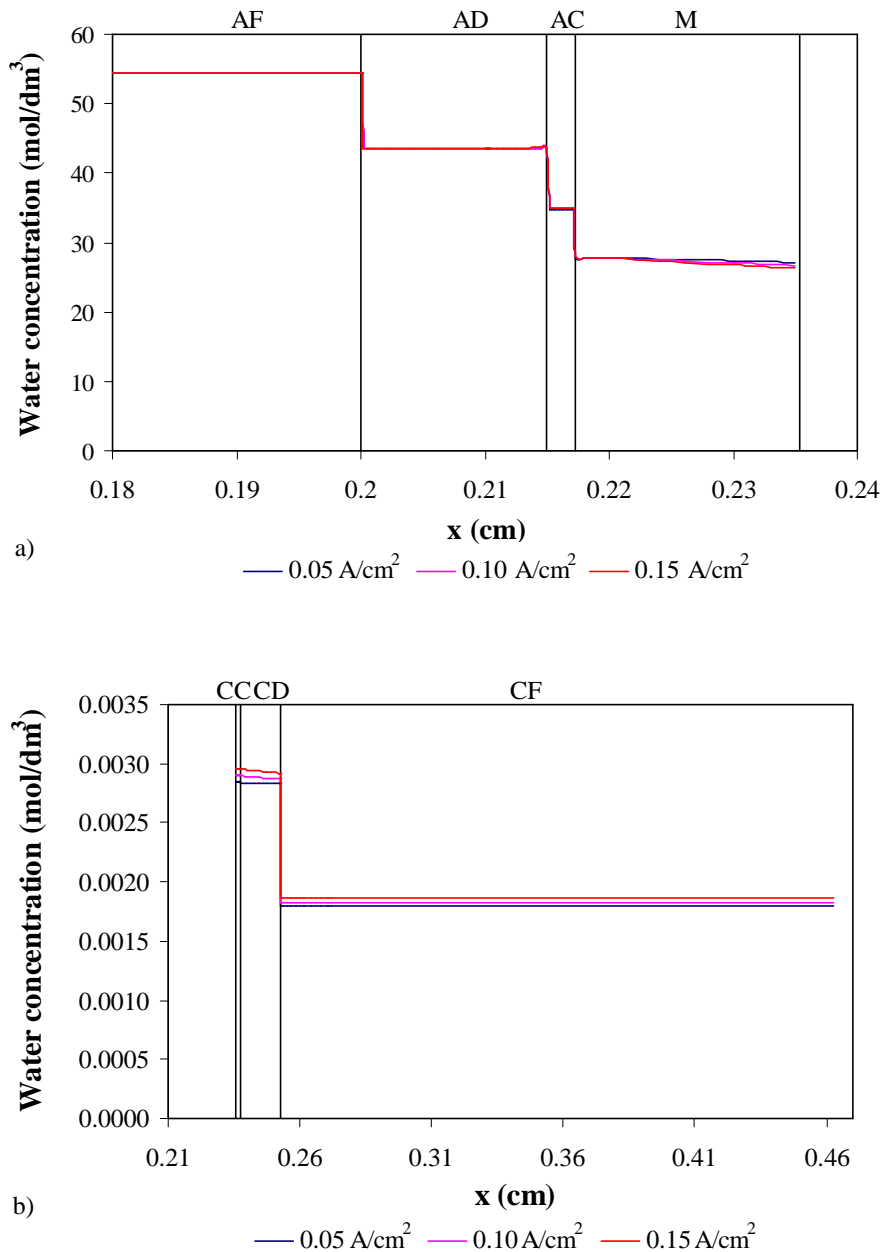 AF AD AC M
Water concentration (mol/dm³)
60
50
40
30
20
10
0
0.18 0.19 0.2 0.21 0.22 0.23 0.24
x (cm)
a)
0.05 A/cm² 0.10 A/cm² 0.15 A/cm²
CC CD CF
Water concentration (mol/dm³)
0.0035
0.0030
0.0025
0.0020
0.0015
0.0010
0.0005
0.0000
0.21 0.26 0.31 0.36 0.41 0.46
x (cm)
b)
0.05 A/cm² 0.10 A/cm² 0.15 A/cm²